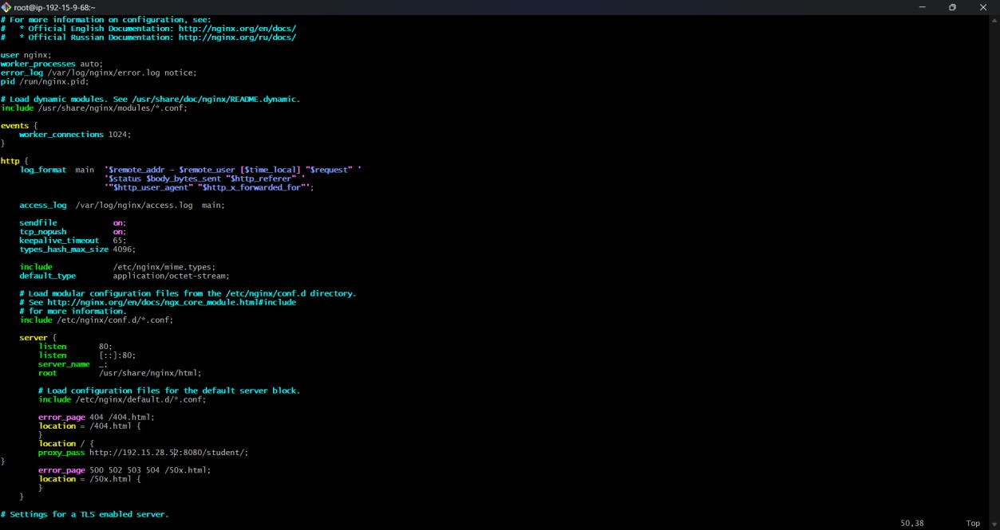 root@ip-192-15-9-68:~
# For more information on configuration, see:
#   * Official English Documentation: http://nginx.org/en/docs/
#   * Official Russian Documentation: http://nginx.org/ru/docs/

user nginx;
worker_processes auto;
error_log /var/log/nginx/error.log notice;
pid /run/nginx.pid;

# Load dynamic modules. See /usr/share/doc/nginx/README.dynamic.
include /usr/share/nginx/modules/*.conf;

events {
    worker_connections 1024;
}

http {
    log_format  main  '$remote_addr - $remote_user [$time_local] "$request" '
                      '$status $body_bytes_sent "$http_referer" '
                      '"$http_user_agent" "$http_x_forwarded_for"';

    access_log  /var/log/nginx/access.log  main;

    sendfile            on;
    tcp_nopush          on;
    keepalive_timeout   65;
    types_hash_max_size 4096;

    include             /etc/nginx/mime.types;
    default_type        application/octet-stream;

    # Load modular configuration files from the /etc/nginx/conf.d directory.
    # See http://nginx.org/en/docs/ngx_core_module.html#include
    # for more information.
    include /etc/nginx/conf.d/*.conf;

    server {
        listen       80;
        listen       [::]:80;
        server_name  _;
        root         /usr/share/nginx/html;

        # Load configuration files for the default server block.
        include /etc/nginx/default.d/*.conf;

        error_page 404 /404.html;
        location = /404.html {
        }
        location / {
        proxy_pass http://192.15.28.52:8080/student/;
}
        error_page 500 502 503 504 /50x.html;
        location = /50x.html {
        }
    }

# Settings for a TLS enabled server.
50,38 Top